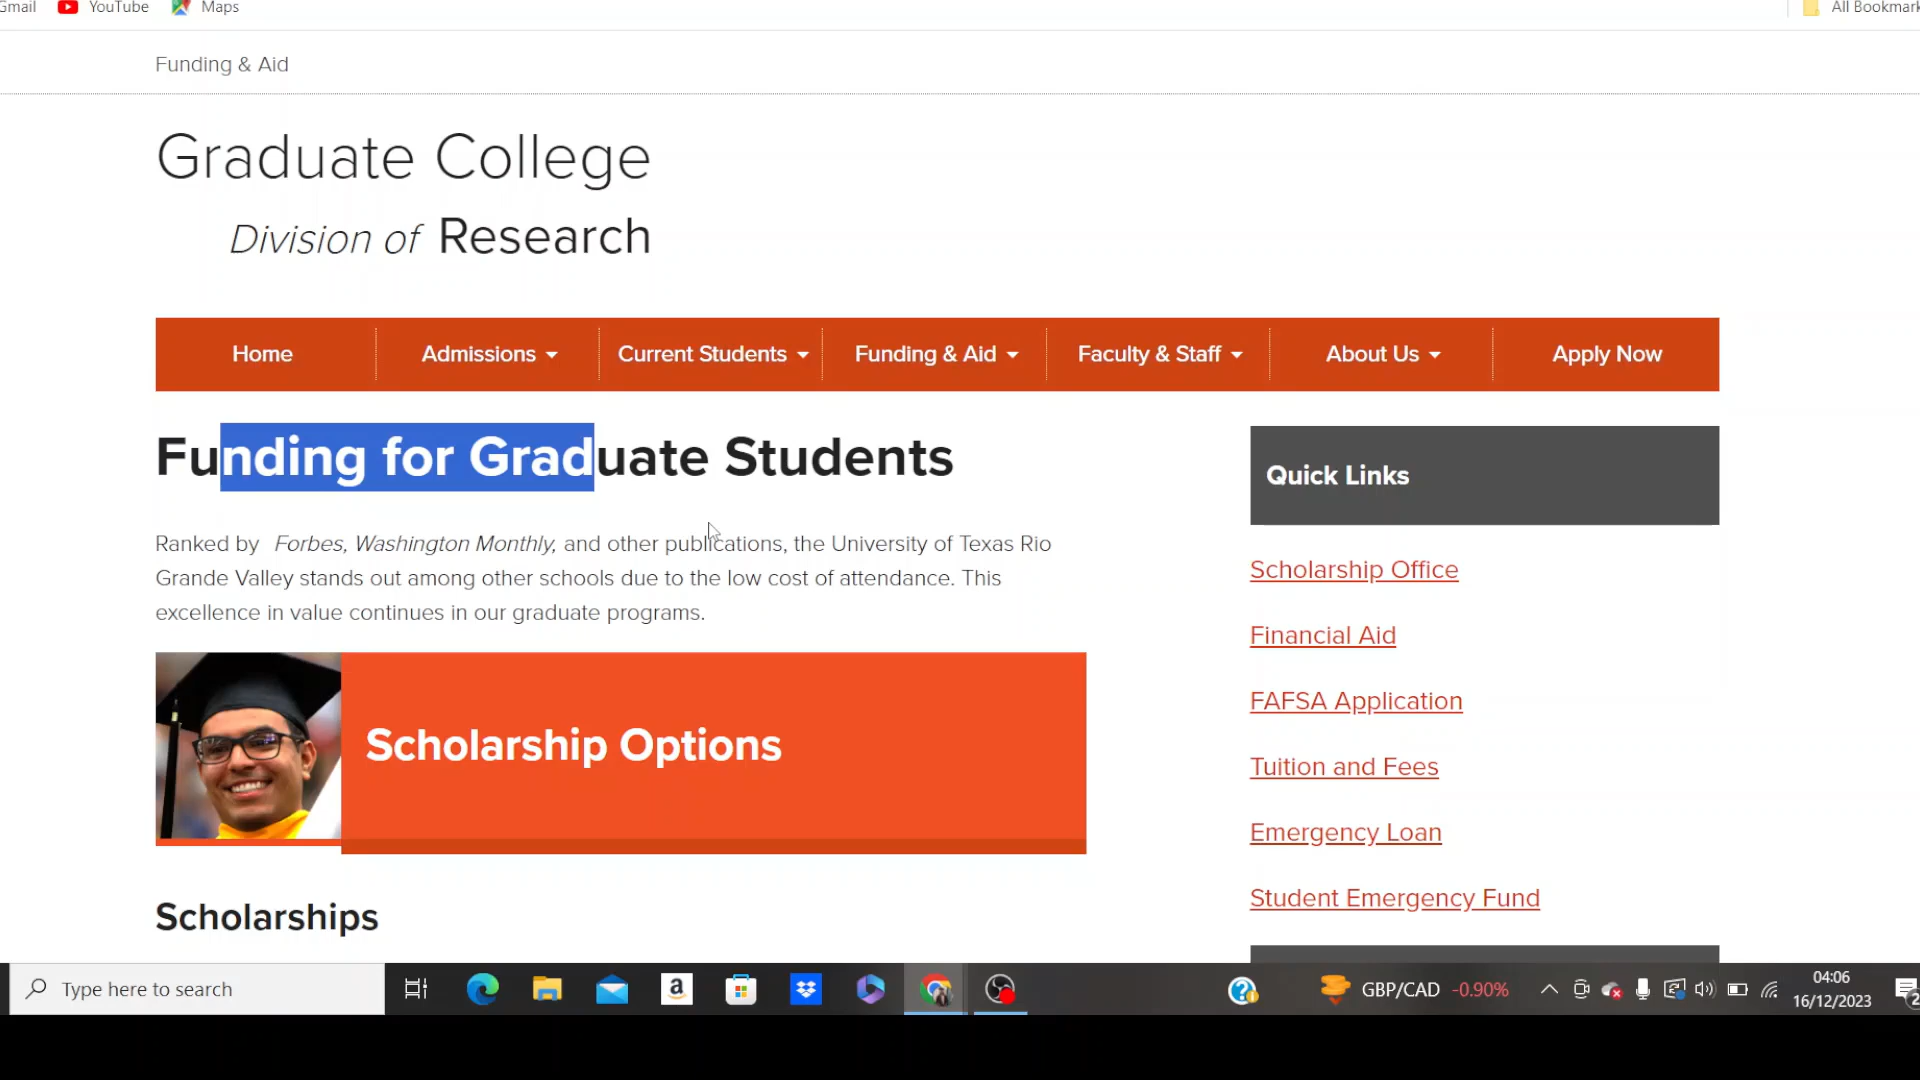 Gmail
YouTube
Maps
All Bookmark
Funding & Aid
Graduate College
Division of Research
Home
Admissions
Current Students
Funding & Aid
Faculty & Staff
About Us
Apply Now
Funding for Graduate Students
Ranked by Forbes, Washington Monthly, and other publications, the University of Texas Rio
Grande Valley stands out among other schools due to the low cost of attendance. This
excellence in value continues in our graduate programs.
Scholarship Options
Scholarships
Quick Links
Scholarship Office
Financial Aid
FAFSA Application
Tuition and Fees
Emergency Loan
Student Emergency Fund
Type here to search
a
GBP/CAD -0.90%
04:06
16/12/2023
2